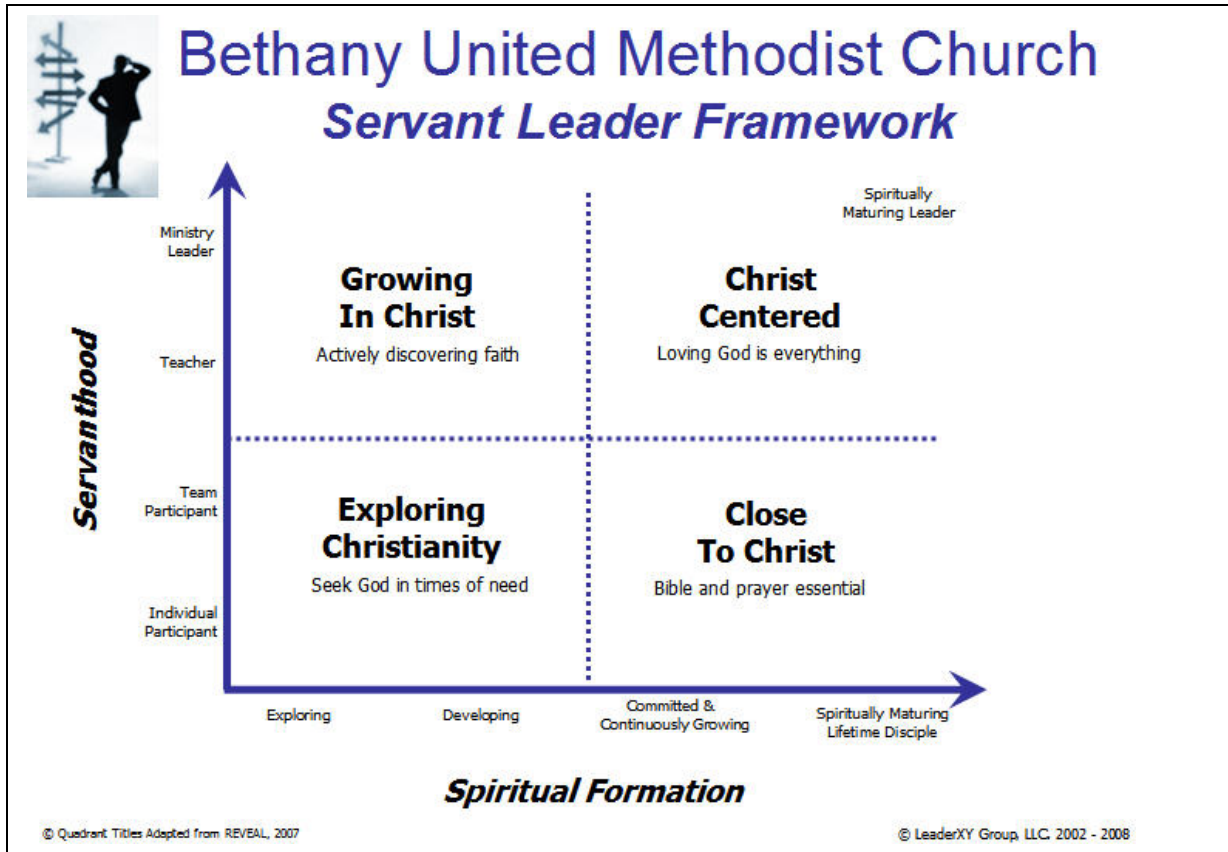 Bethany United Methodist Church
Servant Leader Framework
Spiritually
Maturing Leader
Ministry
Leader
Growing
In Christ
Actively discovering faith
Christ
Centered
Loving God is everything
Teacher
Servanthood
Team
Participant
Exploring
Christianity
Seek God in times of need
Close
To Christ
Bible and prayer essential
Individual
Participant
Exploring
Developing
Committed &
Continuously Growing
Spiritually Maturing
Lifetime Disciple
Spiritual Formation
© Quadrant Titles Adapted from REVEAL, 2007
© LeaderXY Group, LLC. 2002 - 2008